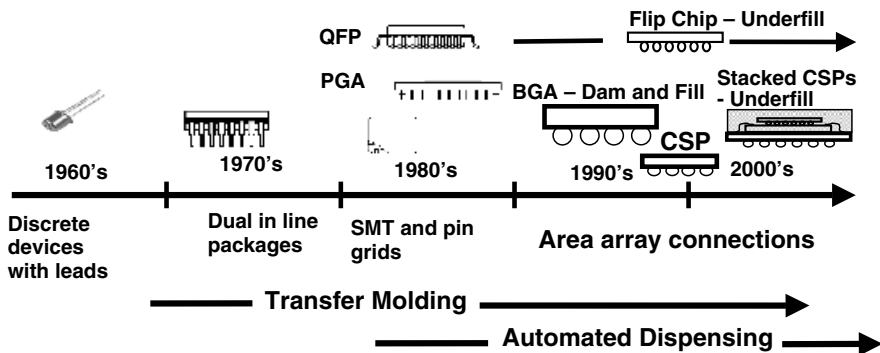 QFP
Flip Chip – Underfill
PGA
BGA – Dam and Fill
Stacked CSPs
- Underfill
CSP
1960's
1970's
1980's
1990's
2000's
Discrete
devices
with leads
Dual in line
packages
SMT and pin
grids
Area array connections
Transfer Molding
Automated Dispensing